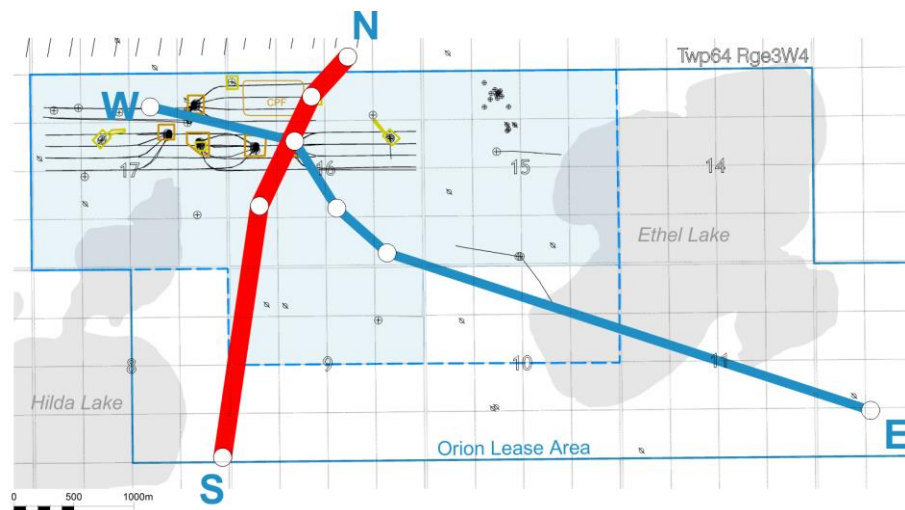 N
Twp64 Rge3W4
W
CPF
17
16
15
14
Ethel Lake
8
9
10
11
Hilda Lake
Orion Lease Area
E
S
0 500 1000m